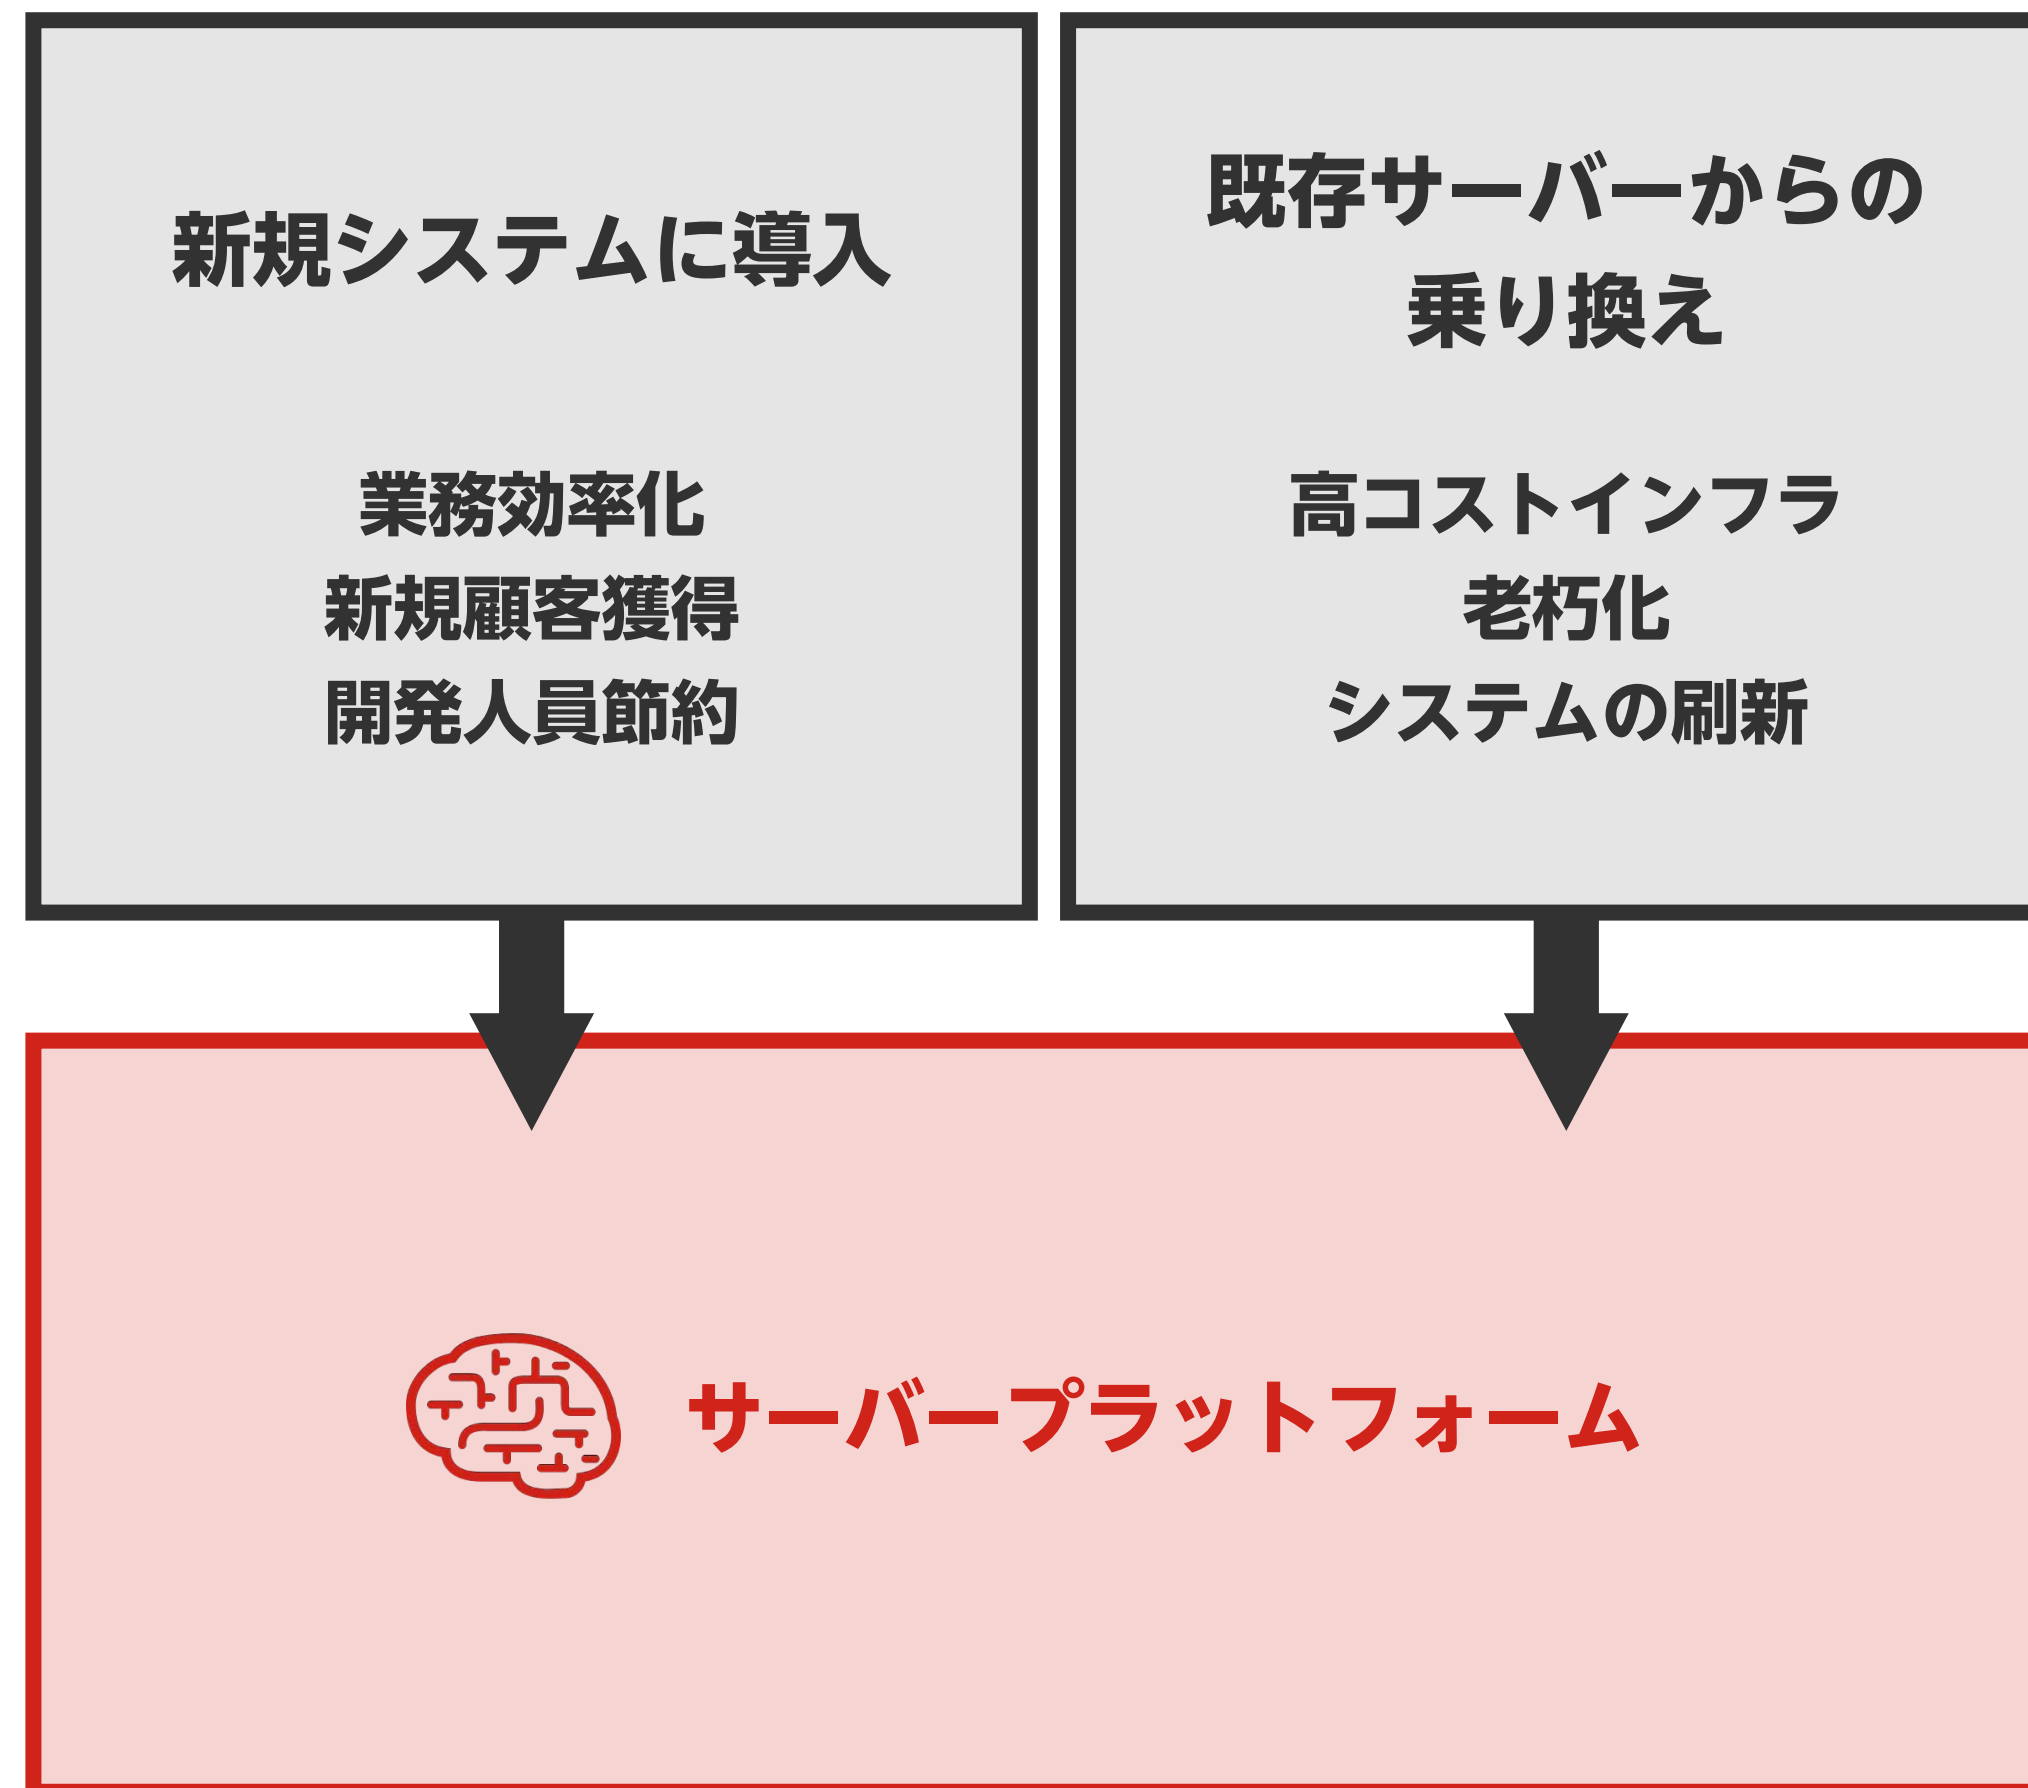 新規システムに導入
業務効率化
新規顧客獲得
開発人員節約
既存サーバーからの
乗り換え
高コストインフラ
老朽化
システムの刷新
サーバープラットフォーム